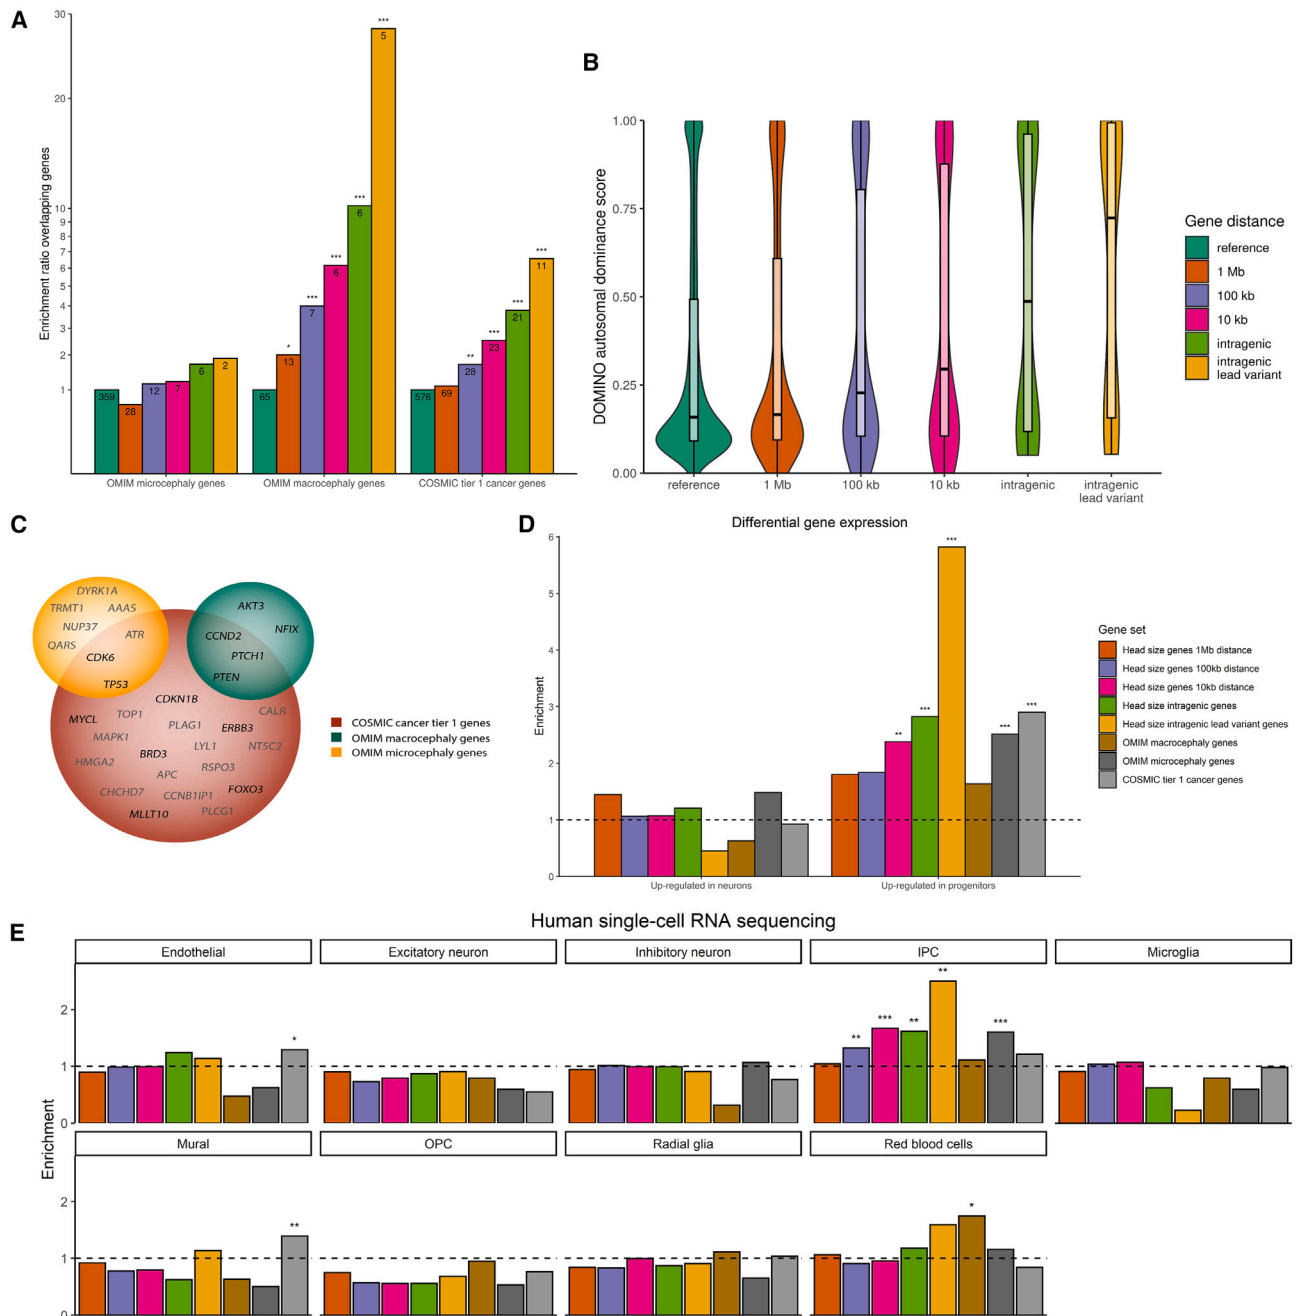 A
Enrichment ratio overlapping genes
30
20
10
9
8
7
6
5
4
3
2
1
359
28
12
7
6
2
65
*
13
***
7
***
6
***
6
***
5
576
69
**
28
***
23
***
21
***
11
OMIM microcephaly genes
OMIM macrocephaly genes
COSMIC tier 1 cancer genes
B
DOMINO autosomal dominance score
1.00
0.75
0.50
0.25
0.00
reference
1 Mb
100 kb
10 kb
intragenic
intragenic
lead variant
Gene distance
reference
1 Mb
100 kb
10 kb
intragenic
intragenic
lead variant
C
DYRK1A
TRMT1 AAAS
NUP37
ATR
QARS
CDK6
TP53
AKT3
NFIX
CCND2
PTCH1
PTEN
CDKN1B
MYCL TOP1 CALR
PLAG1 ERBB3
MAPK1
LYL1 NT5C2
BRD3
HMGA2 RSPO3
APC
CHCHD7 CCNB1IP1 FOXO3
MLLT10 PLCG1
COSMIC cancer tier 1 genes
OMIM macrocephaly genes
OMIM microcephaly genes
D
Differential gene expression
Enrichment
6
5
4
3
2
1
0
**
***
***
***
***
Up-regulated in neurons
Up-regulated in progenitors
Gene set
Head size genes 1Mb distance
Head size genes 100kb distance
Head size genes 10kb distance
Head size intragenic genes
Head size intragenic lead variant genes
OMIM macrocephaly genes
OMIM microcephaly genes
COSMIC tier 1 cancer genes
E
Human single-cell RNA sequencing
Enrichment
Endothelial
Excitatory neuron
Inhibitory neuron
IPC
Microglia
2
1
0
*
**
***
**
**
***
Mural
OPC
Radial glia
Red blood cells
2
1
0
**
*